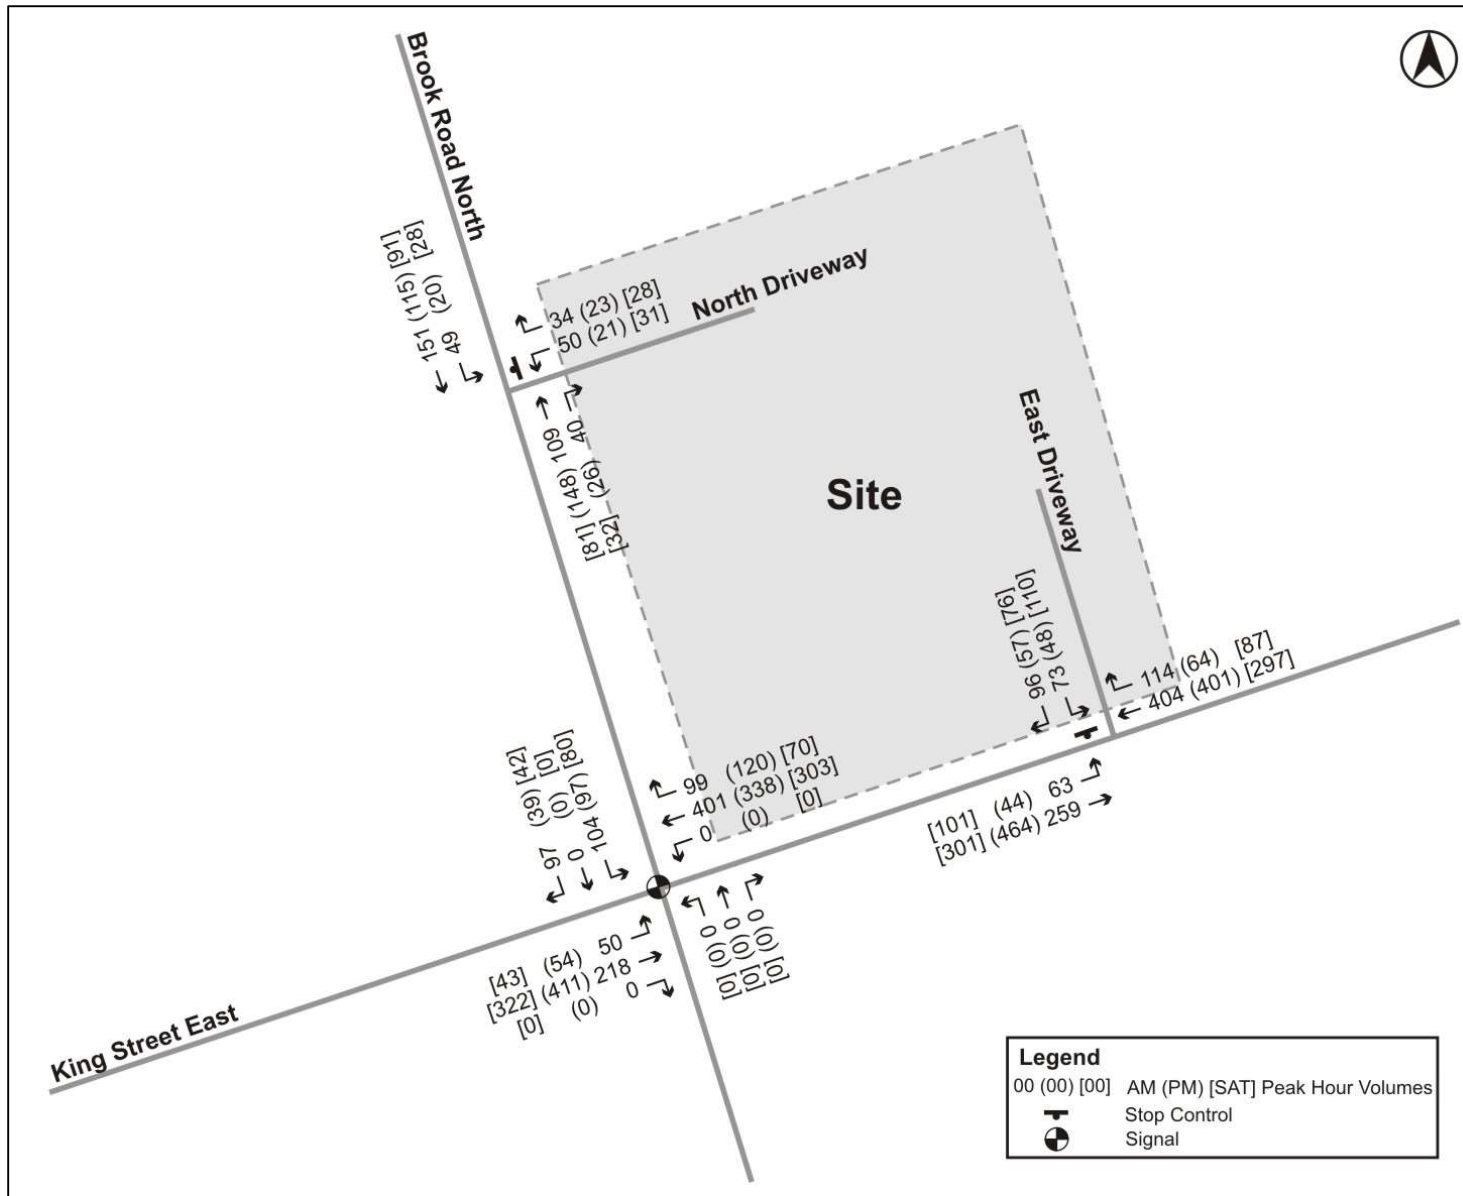 Brook Road North
151 (115) [91]
49 (20) [28]
34 (23) [28]
50 (21) [31]
North Driveway
[81] (148) 109
[32] (26) 40
Site
East Driveway
96 (57) [76]
73 (48) [110]
114 (64) [87]
404 (401) [297]
[101] (44) 63
[301] (464) 259
97 (39) [42]
0 (0) [0]
104 (97) [80]
99 (120) [70]
401 (338) [303]
0 (0) [0]
[43] (54) 50
[322] (411) 218
[0] (0) 0
0 (0) [0]
0 (0) [0]
0 (0) [0]
King Street East
Legend
00 (00) [00] AM (PM) [SAT] Peak Hour Volumes
Stop Control
Signal